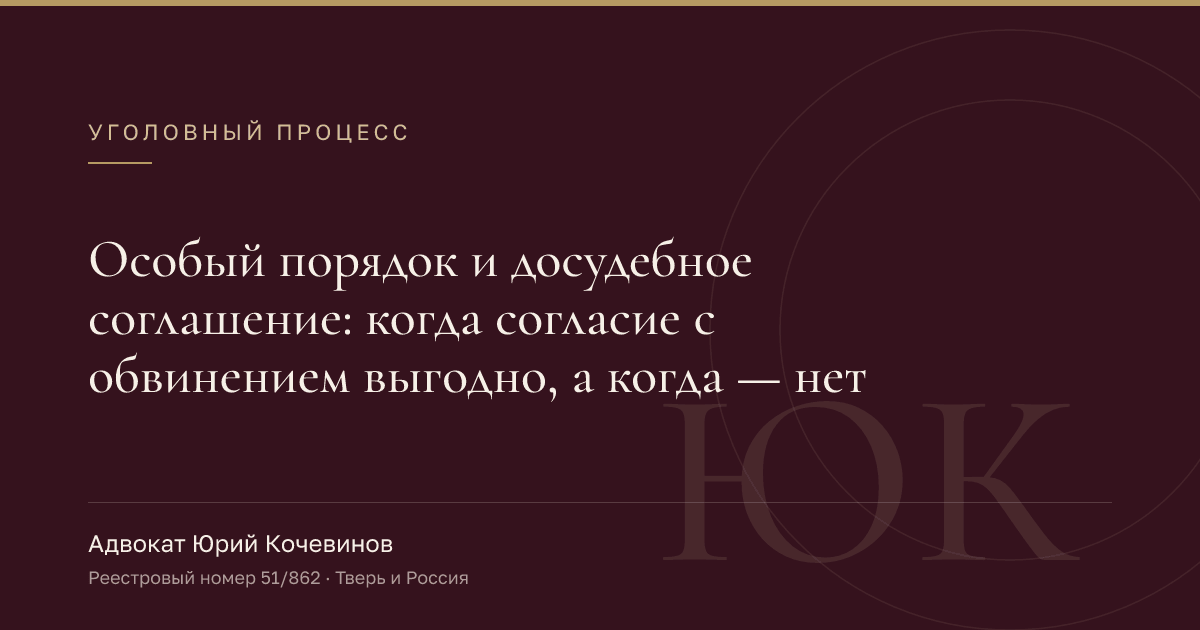 УГОЛОВНЫЙ ПРОЦЕСС
Особый порядок и досудебное
соглашение: когда согласие с
обвинением выгодно, а когда — нет
ЮК
Адвокат Юрий Кочевинов
Реестровый номер 51/862 · Тверь и Россия